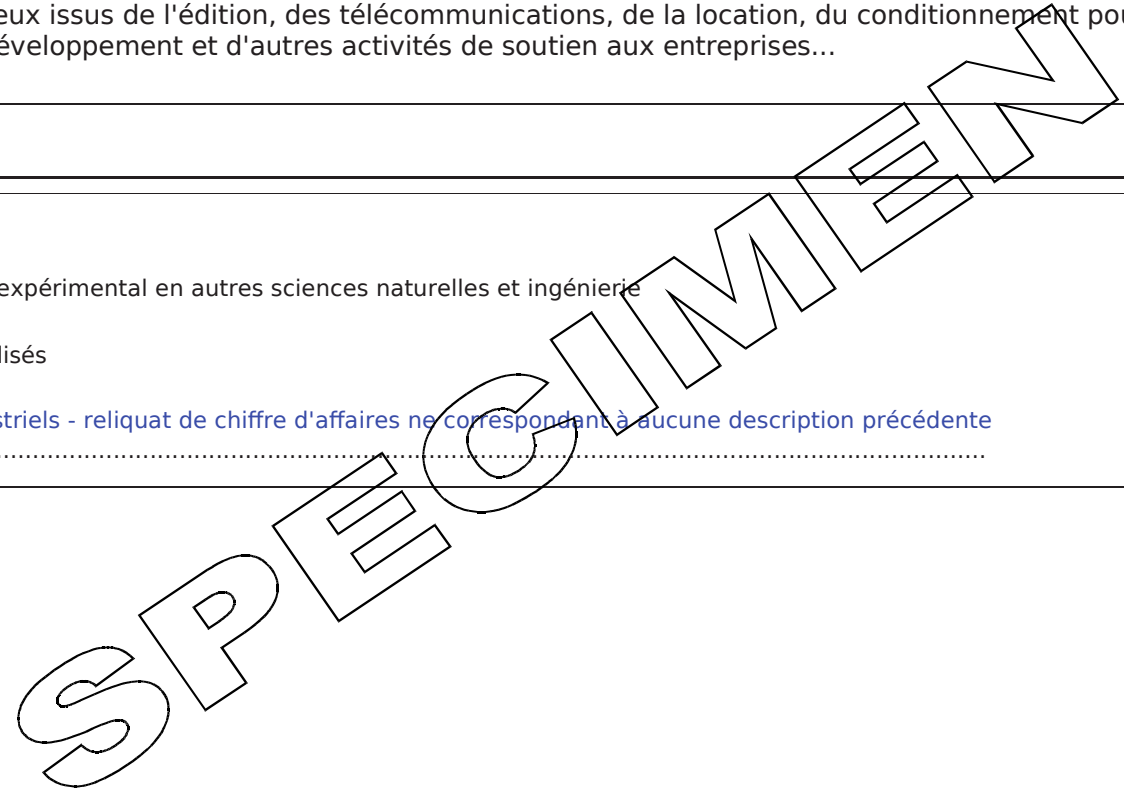 eux issus de l'édition, des télécommunications, de la location, du conditionnement pou
éveloppement et d'autres activités de soutien aux entreprises...
expérimental en autres sciences naturelles et ingénierie
lisés
striels - reliquat de chiffre d'affaires ne correspondant à aucune description précédente
SPECIMEN